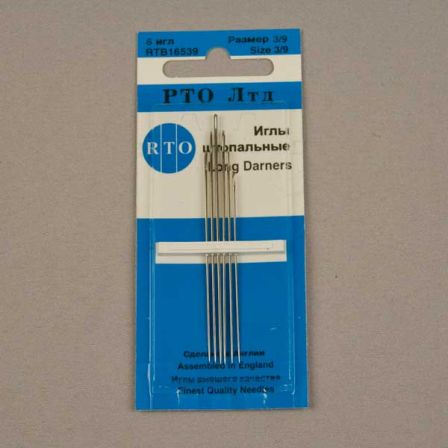 6 игл Размер 3/9
RTB16539 Size 3/9
РТО Лтд
RTO
Иглы
штопальные
Long Darners
Сделано в Англии
Assembled in England
Иглы высшего качества
Finest Quality Needles